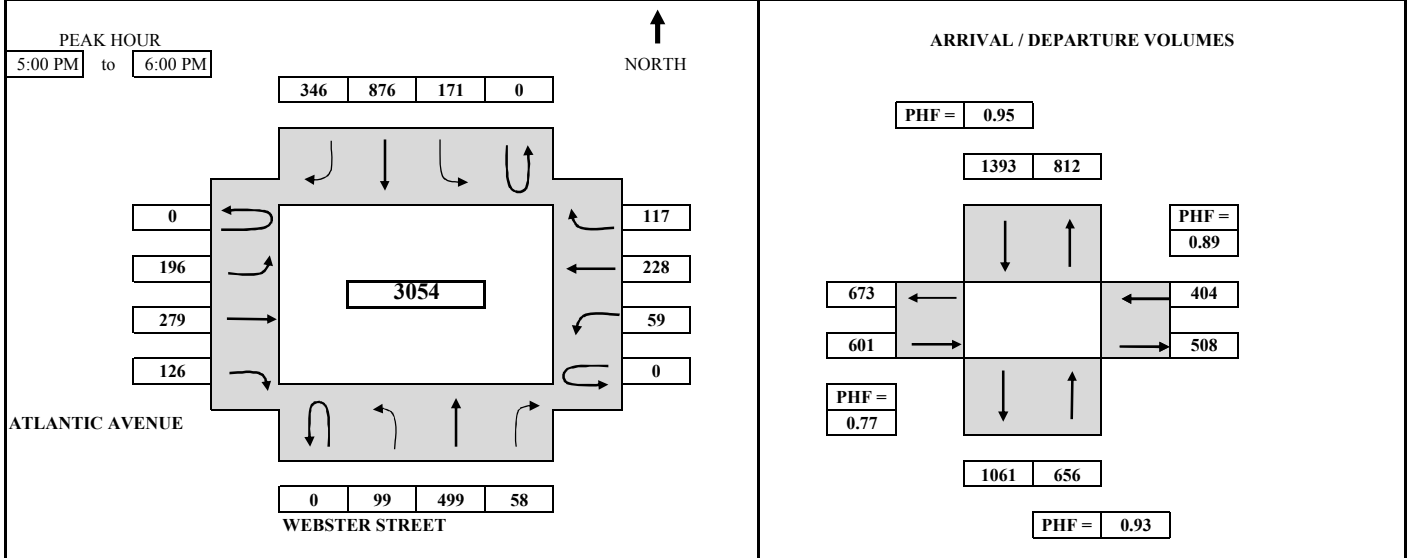 PEAK HOUR
5:00 PM to 6:00 PM
NORTH
346 876 171 0
0 117
196 228
3054
279 59
126 0
ATLANTIC AVENUE
0 99 499 58
WEBSTER STREET
ARRIVAL / DEPARTURE VOLUMES
PHF = 0.95
1393 812
PHF =
0.89
673 404
601 508
PHF =
0.77
1061 656
PHF = 0.93